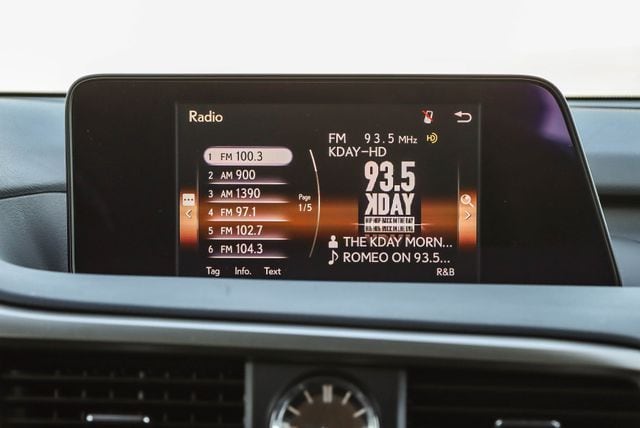 Radio
FM 93.5 MHz
KDAY-HD
1 FM 100.3
2 AM 900
3 AM 1390
4 FM 97.1
5 FM 102.7
6 FM 104.3
Page
1/5
93.5
KDAY
THE KDAY MORN...
ROMEO ON 93.5...
Tag Info. Text
R&B